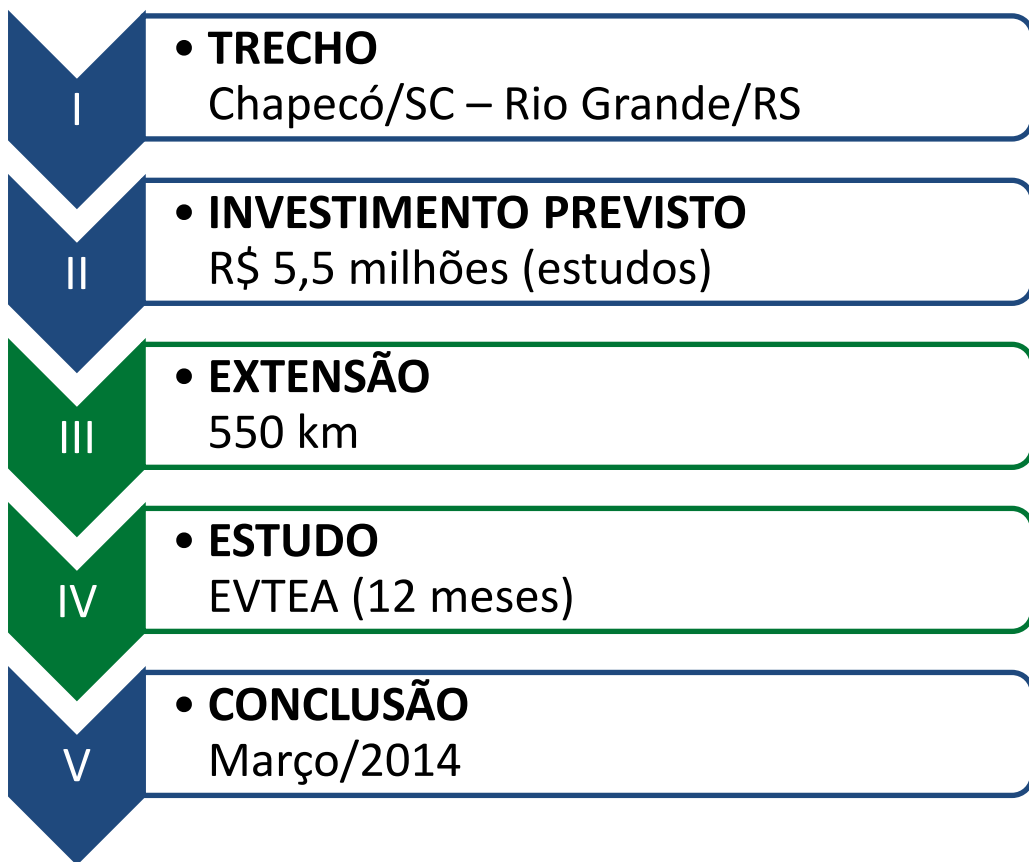 I
• TRECHO
Chapecó/SC – Rio Grande/RS
II
• INVESTIMENTO PREVISTO
R$ 5,5 milhões (estudos)
III
• EXTENSÃO
550 km
IV
• ESTUDO
EVTEA (12 meses)
V
• CONCLUSÃO
Março/2014